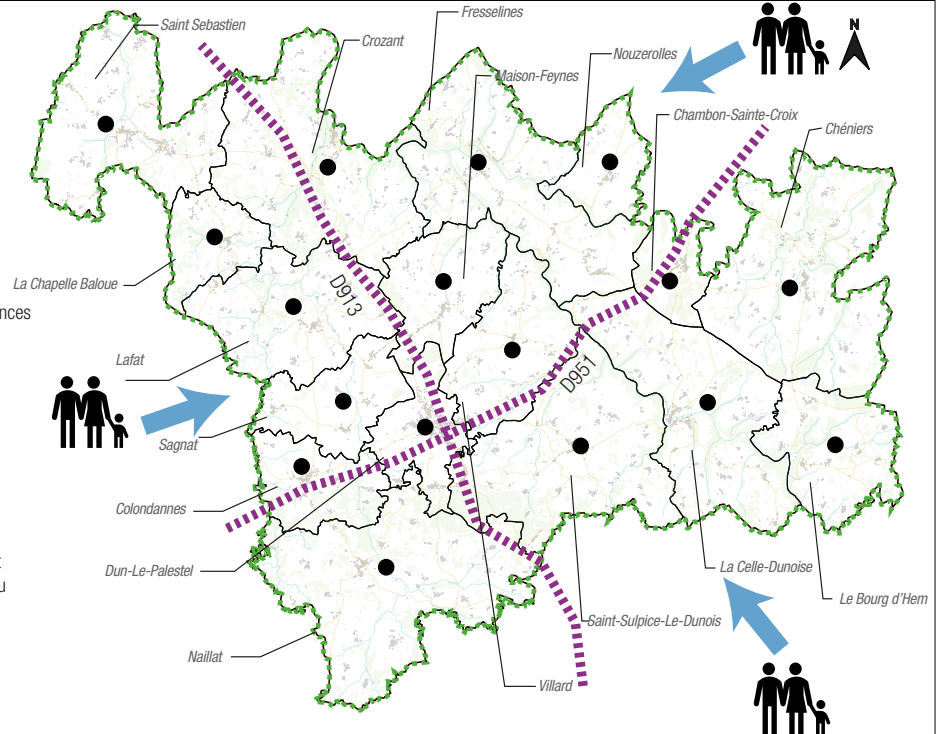 Saint Sebastien
Fresselines
Crozant
Maison-Feynes
Nouzerolles
N
Chambon-Sainte-Croix
Chéniers
La Chapelle Baloue
ences
D913
Lafat
D951
Sagnat
Colondannes
t
Dun-Le-Palestel
u
La Celle-Dunoise
Le Bourg d'Hem
Saint-Sulpice-Le-Dunois
Naillat
Villard